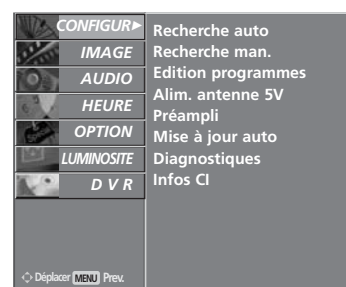 CONFIGUR►
IMAGE
AUDIO
HEURE
OPTION
LUMINOSITE
D V R
Recherche auto
Recherche man.
Edition programmes
Alim. antenne 5V
Préampli
Mise à jour auto
Diagnostiques
Infos CI
Déplacer MENU Prev.